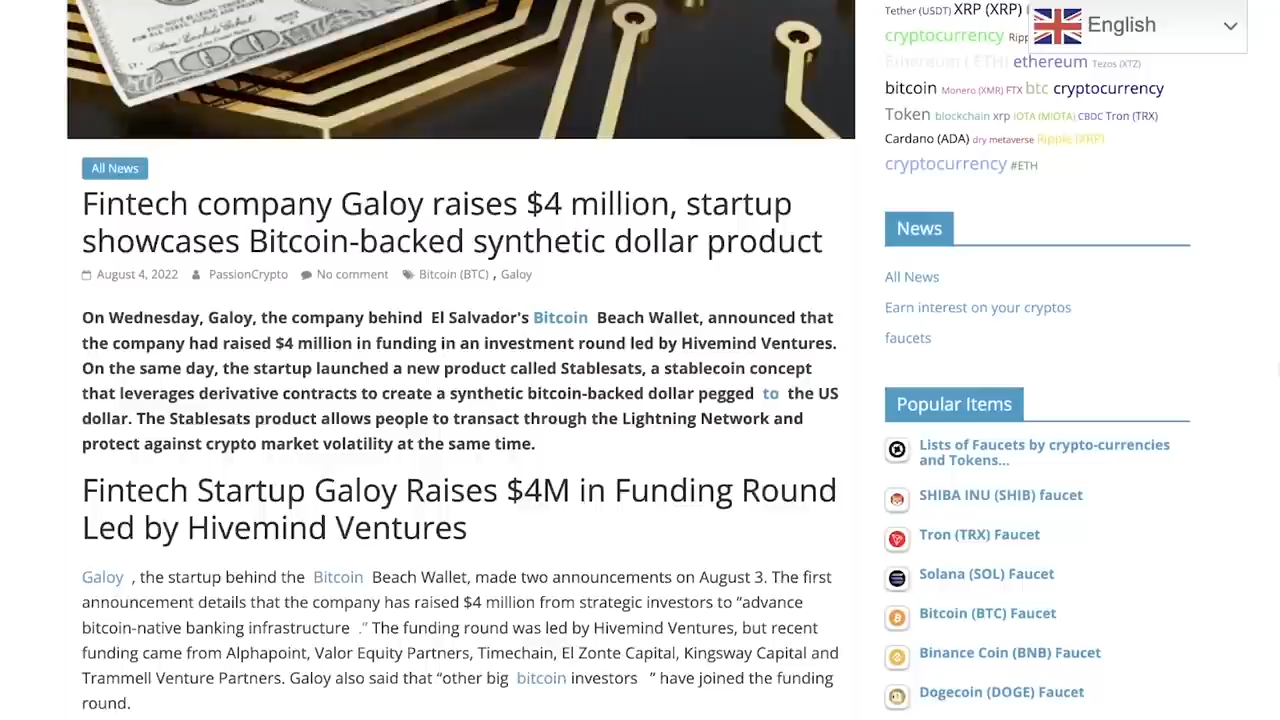 Tether (USDT) XRP (XRP)
English
cryptocurrency
Ethereum ( ETH) ethereum Tezos (XTZ)
bitcoin Monero (XMR) FTX btc cryptocurrency
Token blockchain xrp IOTA (MIOTA) CBDC Tron (TRX)
Cardano (ADA) dry metaverse Ripple (XRP)
cryptocurrency #ETH
All News
Fintech company Galoy raises $4 million, startup
showcases Bitcoin-backed synthetic dollar product
August 4, 2022 PassionCrypto No comment Bitcoin (BTC) , Galoy
On Wednesday, Galoy, the company behind El Salvador's Bitcoin Beach Wallet, announced that
the company had raised $4 million in funding in an investment round led by Hivemind Ventures.
On the same day, the startup launched a new product called Stablesats, a stablecoin concept
that leverages derivative contracts to create a synthetic bitcoin-backed dollar pegged to the US
dollar. The Stablesats product allows people to transact through the Lightning Network and
protect against crypto market volatility at the same time.
Fintech Startup Galoy Raises $4M in Funding Round
Led by Hivemind Ventures
Galoy , the startup behind the Bitcoin Beach Wallet, made two announcements on August 3. The first
announcement details that the company has raised $4 million from strategic investors to “advance
bitcoin-native banking infrastructure .” The funding round was led by Hivemind Ventures, but recent
funding came from Alphapoint, Valor Equity Partners, Timechain, El Zonte Capital, Kingsway Capital and
Trammell Venture Partners. Galoy also said that “other big bitcoin investors ” have joined the funding
round.
News
All News
Earn interest on your cryptos
faucets
Popular Items
Lists of Faucets by crypto-currencies
and Tokens...
SHIBA INU (SHIB) faucet
Tron (TRX) Faucet
Solana (SOL) Faucet
Bitcoin (BTC) Faucet
Binance Coin (BNB) Faucet
Dogecoin (DOGE) Faucet